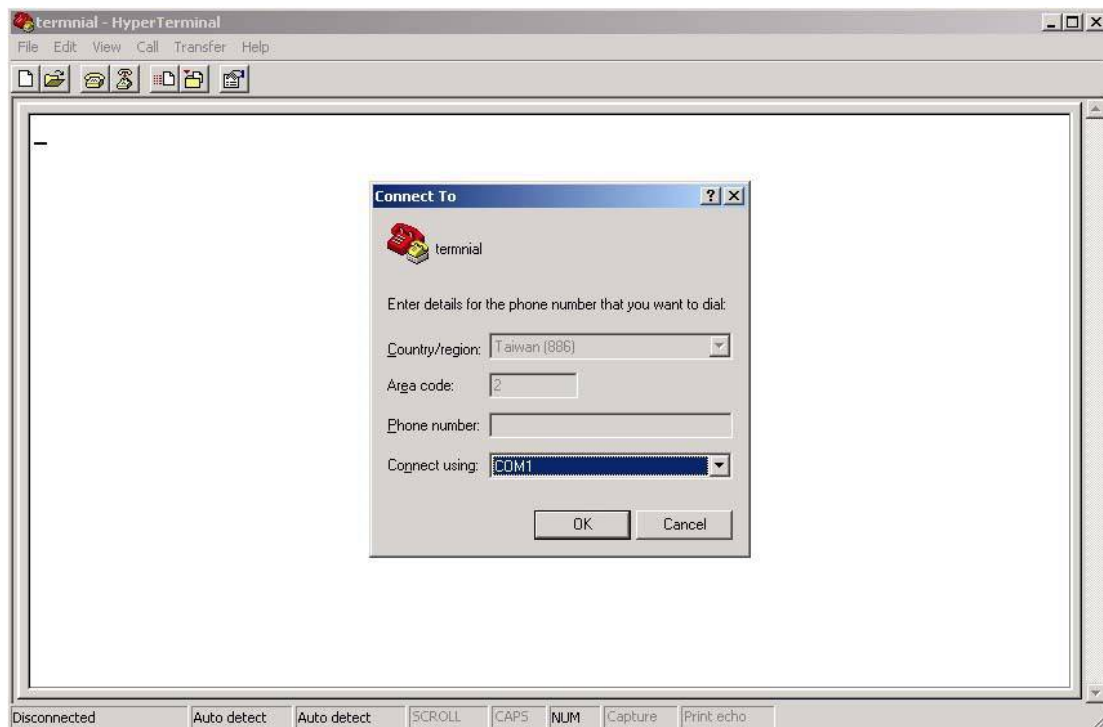 termnial - HyperTerminal
File Edit View Call Transfer Help
Connect To
termnial
Enter details for the phone number that you want to dial:
Country/region: Taiwan (886)
Area code: 2
Phone number:
Connect using: COM1
OK Cancel
Disconnected Auto detect Auto detect SCROLL CAPS NUM Capture Print echo